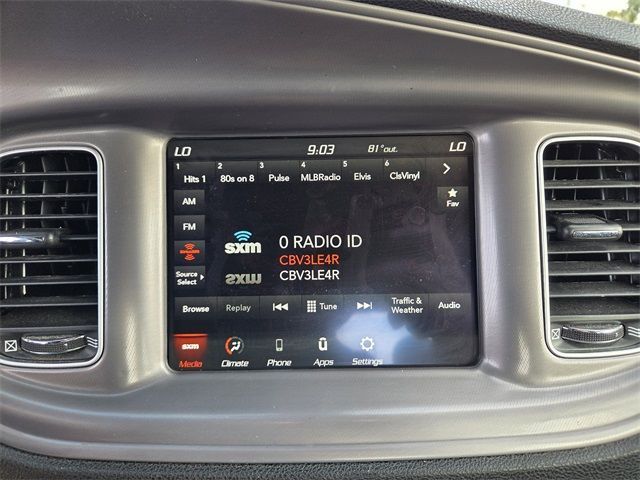 LO 9:03 81°out. LO
1 2 3 4 5 6
Hits 1 80s on 8 Pulse MLBRadio Elvis ClsVinyl
AM
Fav
FM
sxm 0 RADIO ID
CBV3LE4R
CBV3LE4R
Source
Select
Browse Replay Tune Traffic & Weather Audio
sxm
Media Climate Phone Apps Settings